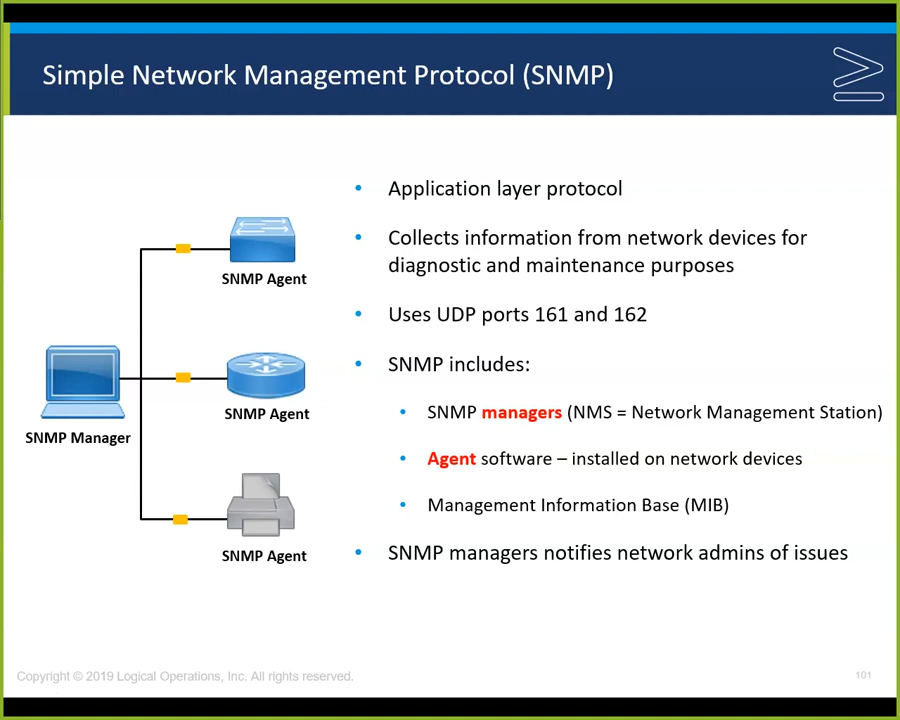 Simple Network Management Protocol (SNMP)
SNMP Agent
SNMP Manager
SNMP Agent
SNMP Agent
• Application layer protocol
• Collects information from network devices for
diagnostic and maintenance purposes
• Uses UDP ports 161 and 162
• SNMP includes:
• SNMP managers (NMS = Network Management Station)
• Agent software – installed on network devices
• Management Information Base (MIB)
• SNMP managers notifies network admins of issues
Copyright © 2019 Logical Operations, Inc. All rights reserved.
101